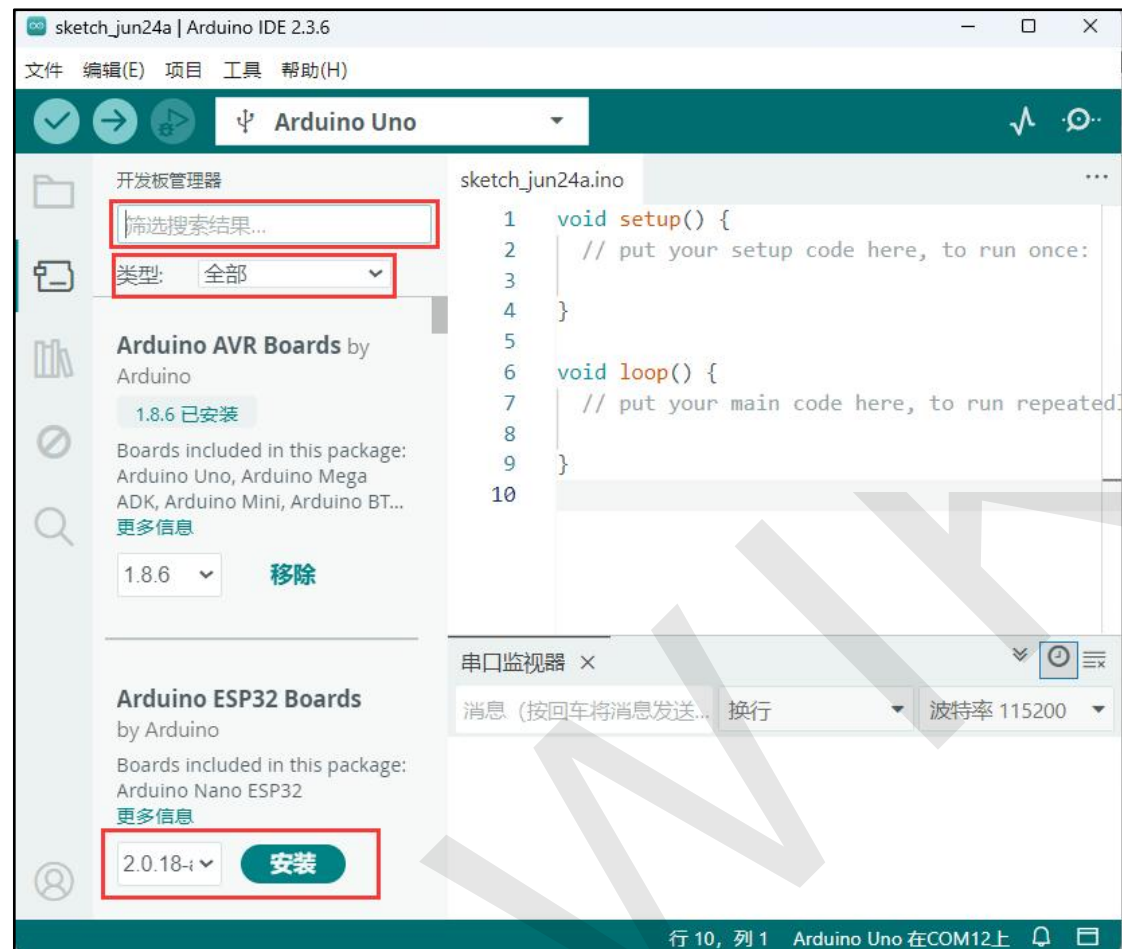 sketch_jun24a | Arduino IDE 2.3.6
文件 编辑(E) 项目 工具 帮助(H)
Arduino Uno
开发板管理器
筛选搜索结果...
类型: 全部
Arduino AVR Boards by
Arduino
1.8.6 已安装
Boards included in this package:
Arduino Uno, Arduino Mega
ADK, Arduino Mini, Arduino BT...
更多信息
1.8.6 移除
Arduino ESP32 Boards
by Arduino
Boards included in this package:
Arduino Nano ESP32
更多信息
2.0.18-a 安装
sketch_jun24a.ino
1 void setup() {
2 // put your setup code here, to run once:
3
4 }
5
6 void loop() {
7 // put your main code here, to run repeatedl
8
9 }
10
串口监视器
消息 (按回车将消息发送... 换行 波特率 115200
行 10, 列 1 Arduino Uno 在COM12上
WIK